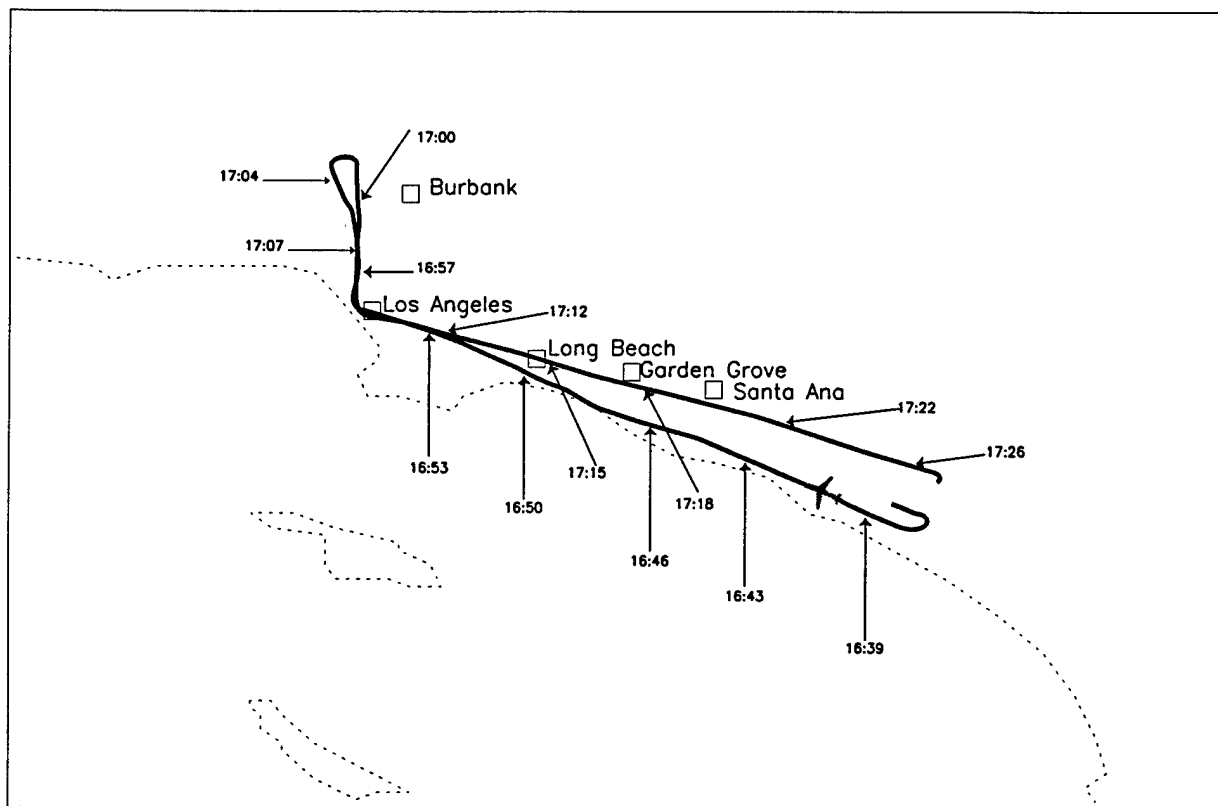 17:00
17:04
Burbank
17:07
16:57
Los Angeles
17:12
Long Beach
Garden Grove
Santa Ana
17:22
17:26
16:53
17:15
16:50
17:18
16:46
16:43
16:39